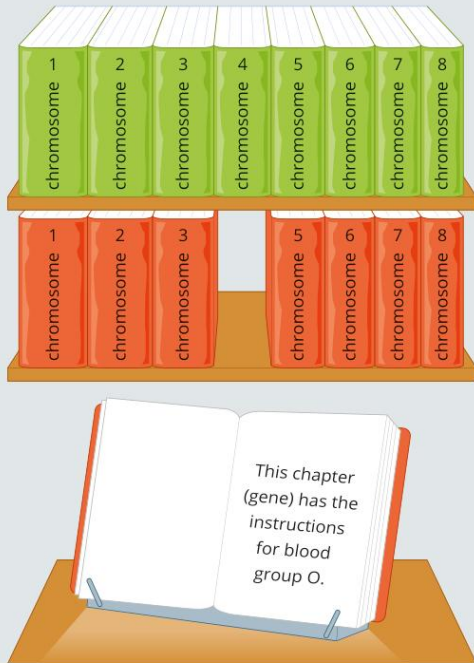 chromosome 1
chromosome 2
chromosome 3
chromosome 4
chromosome 5
chromosome 6
chromosome 7
chromosome 8
chromosome 1
chromosome 2
chromosome 3
chromosome 5
chromosome 6
chromosome 7
chromosome 8
This chapter
(gene) has the
instructions
for blood
group O.